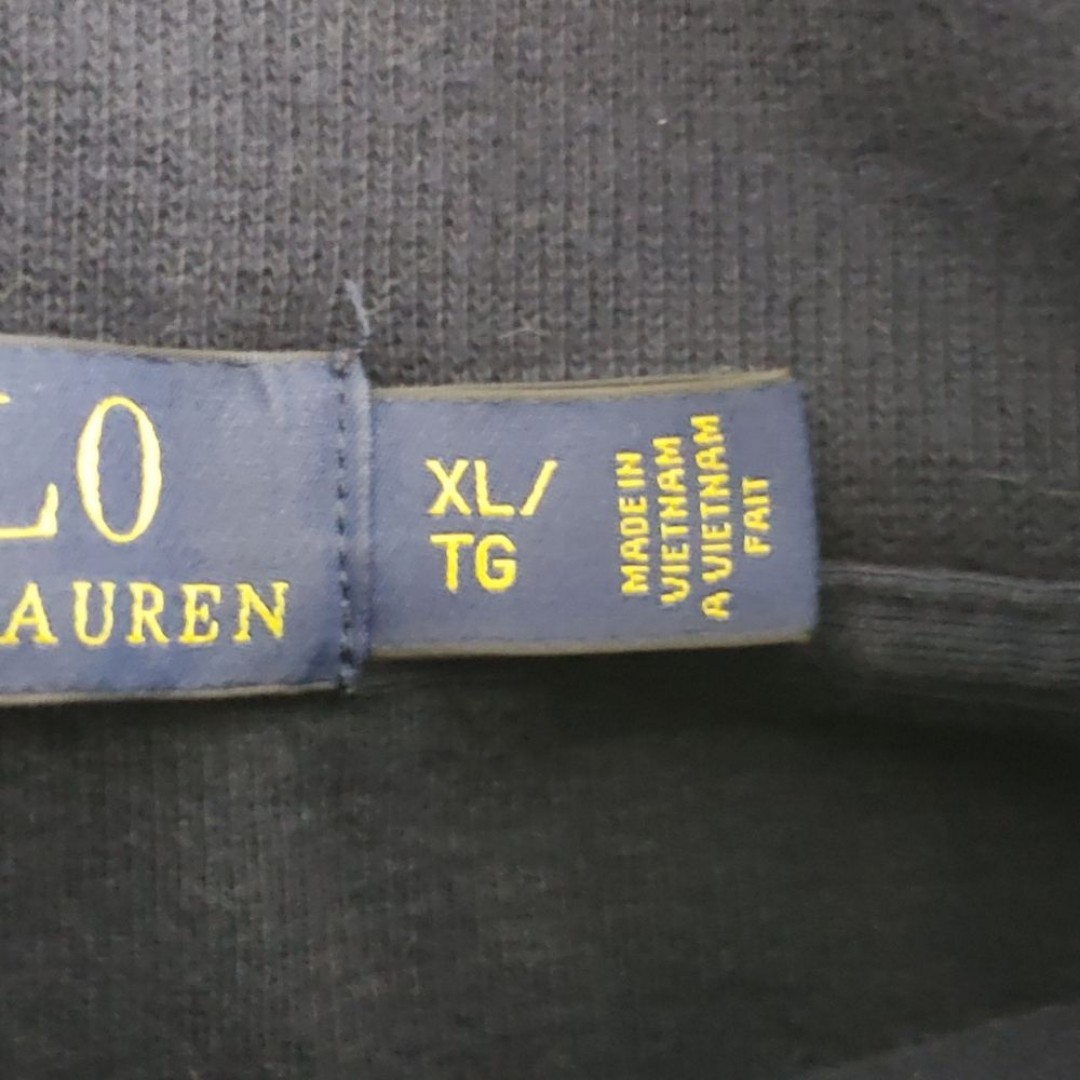 LO
AUREN
XL/
TG
MADE IN
VIETNAM
A VIETNAM
FAIT